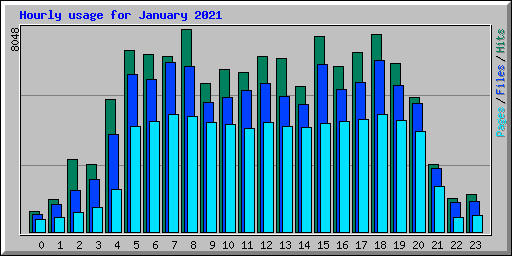 Hourly usage for January 2021
8048
Pages/Files/Hits
0 1 2 3 4 5 6 7 8 9 10 11 12 13 14 15 16 17 18 19 20 21 22 23